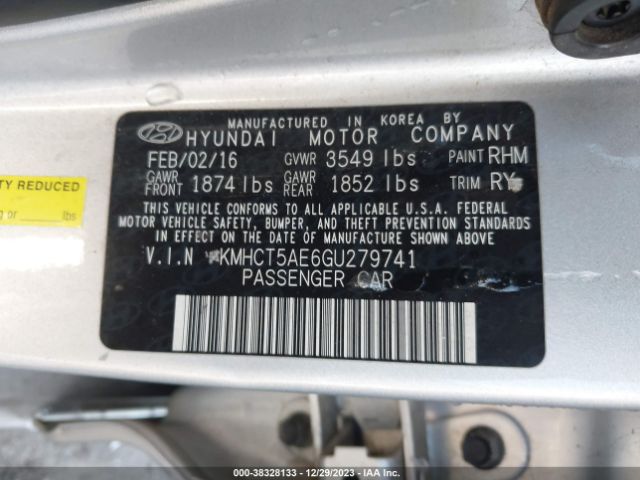 MANUFACTURED IN KOREA BY
HYUNDAI MOTOR COMPANY
FEB/02/16 GVWR 3549 lbs PAINT RHM
GAWR FRONT 1874 lbs GAWR REAR 1852 lbs TRIM RY
THIS VEHICLE CONFORMS TO ALL APPLICABLE U.S.A. FEDERAL
MOTOR VEHICLE SAFETY, BUMPER, AND THEFT PREVENTION STANDARDS
IN EFFECT ON THE DATE OF MANUFACTURE SHOWN ABOVE
V.I.N KMHCT5AE6GU279741
PASSENGER CAR
TY REDUCED
or lbs
000-38328133 - 12/29/2023 - IAA Inc.